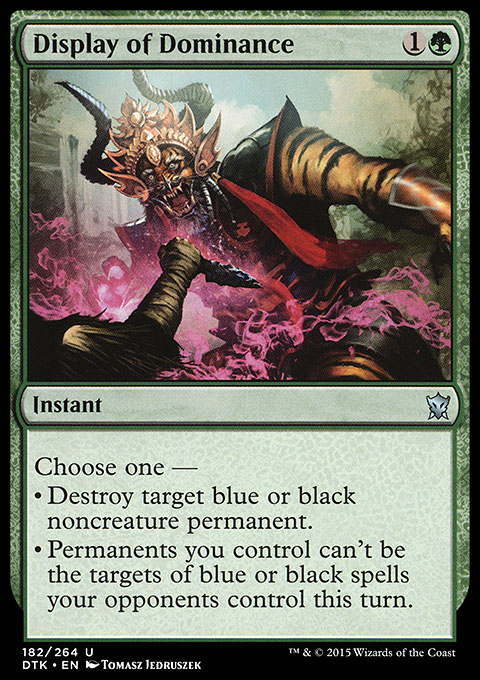 Display of Dominance 1
Instant
Choose one —
• Destroy target blue or black
noncreature permanent.
• Permanents you control can't be
the targets of blue or black spells
your opponents control this turn.
182/264 U
DTK • EN Tomasz Jedruszek
™ & © 2015 Wizards of the Coast